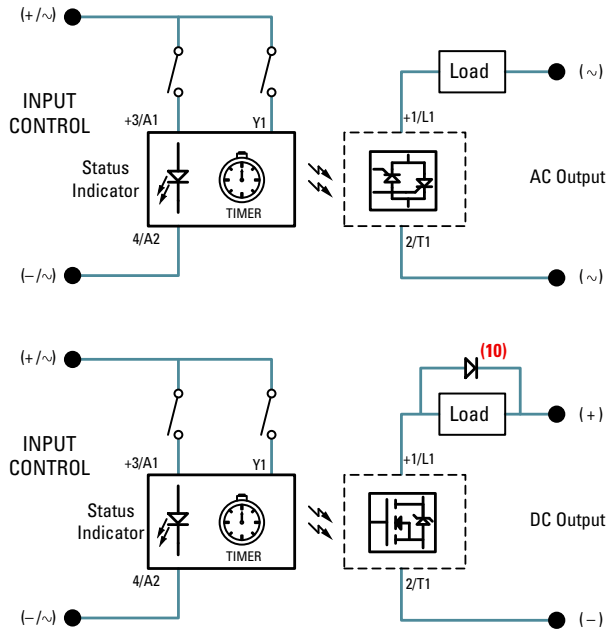 (+/∿)
Load
(∿)
INPUT
CONTROL
+3/A1
Y1
+1/L1
Status
Indicator
TIMER
AC Output
4/A2
2/T1
(−/∿)
(∿)
(+/∿)
(10)
Load
(+)
INPUT
CONTROL
+3/A1
Y1
+1/L1
Status
Indicator
TIMER
DC Output
4/A2
2/T1
(−/∿)
(−)